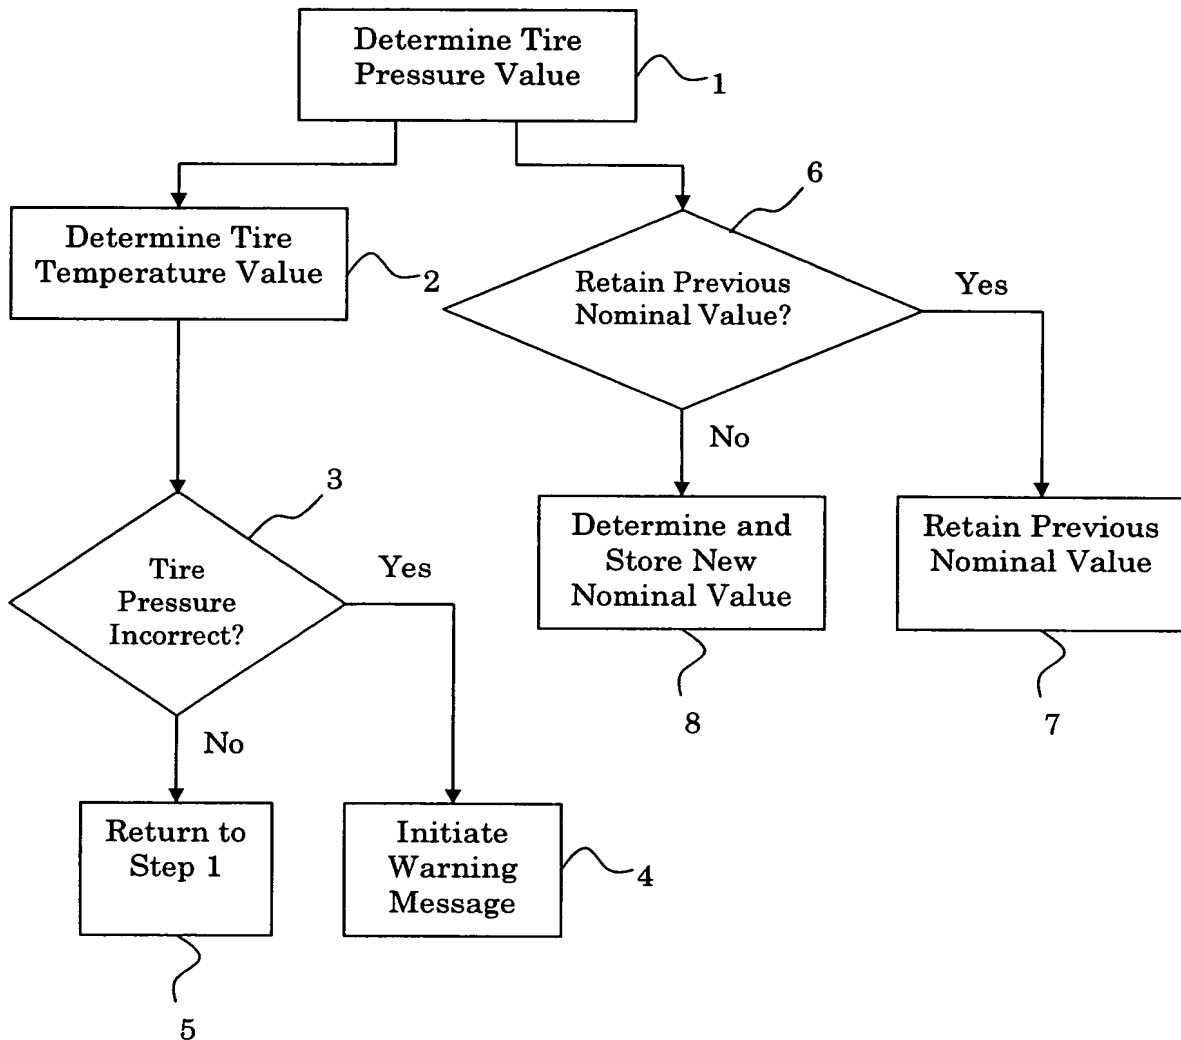 Determine Tire
Pressure Value
1
6
Determine Tire
Temperature Value
2
Retain Previous
Nominal Value?
Yes
No
3
Tire
Pressure
Incorrect?
Yes
Determine and
Store New
Nominal Value
Retain Previous
Nominal Value
8
7
No
Return to
Step 1
Initiate
Warning
Message
4
5